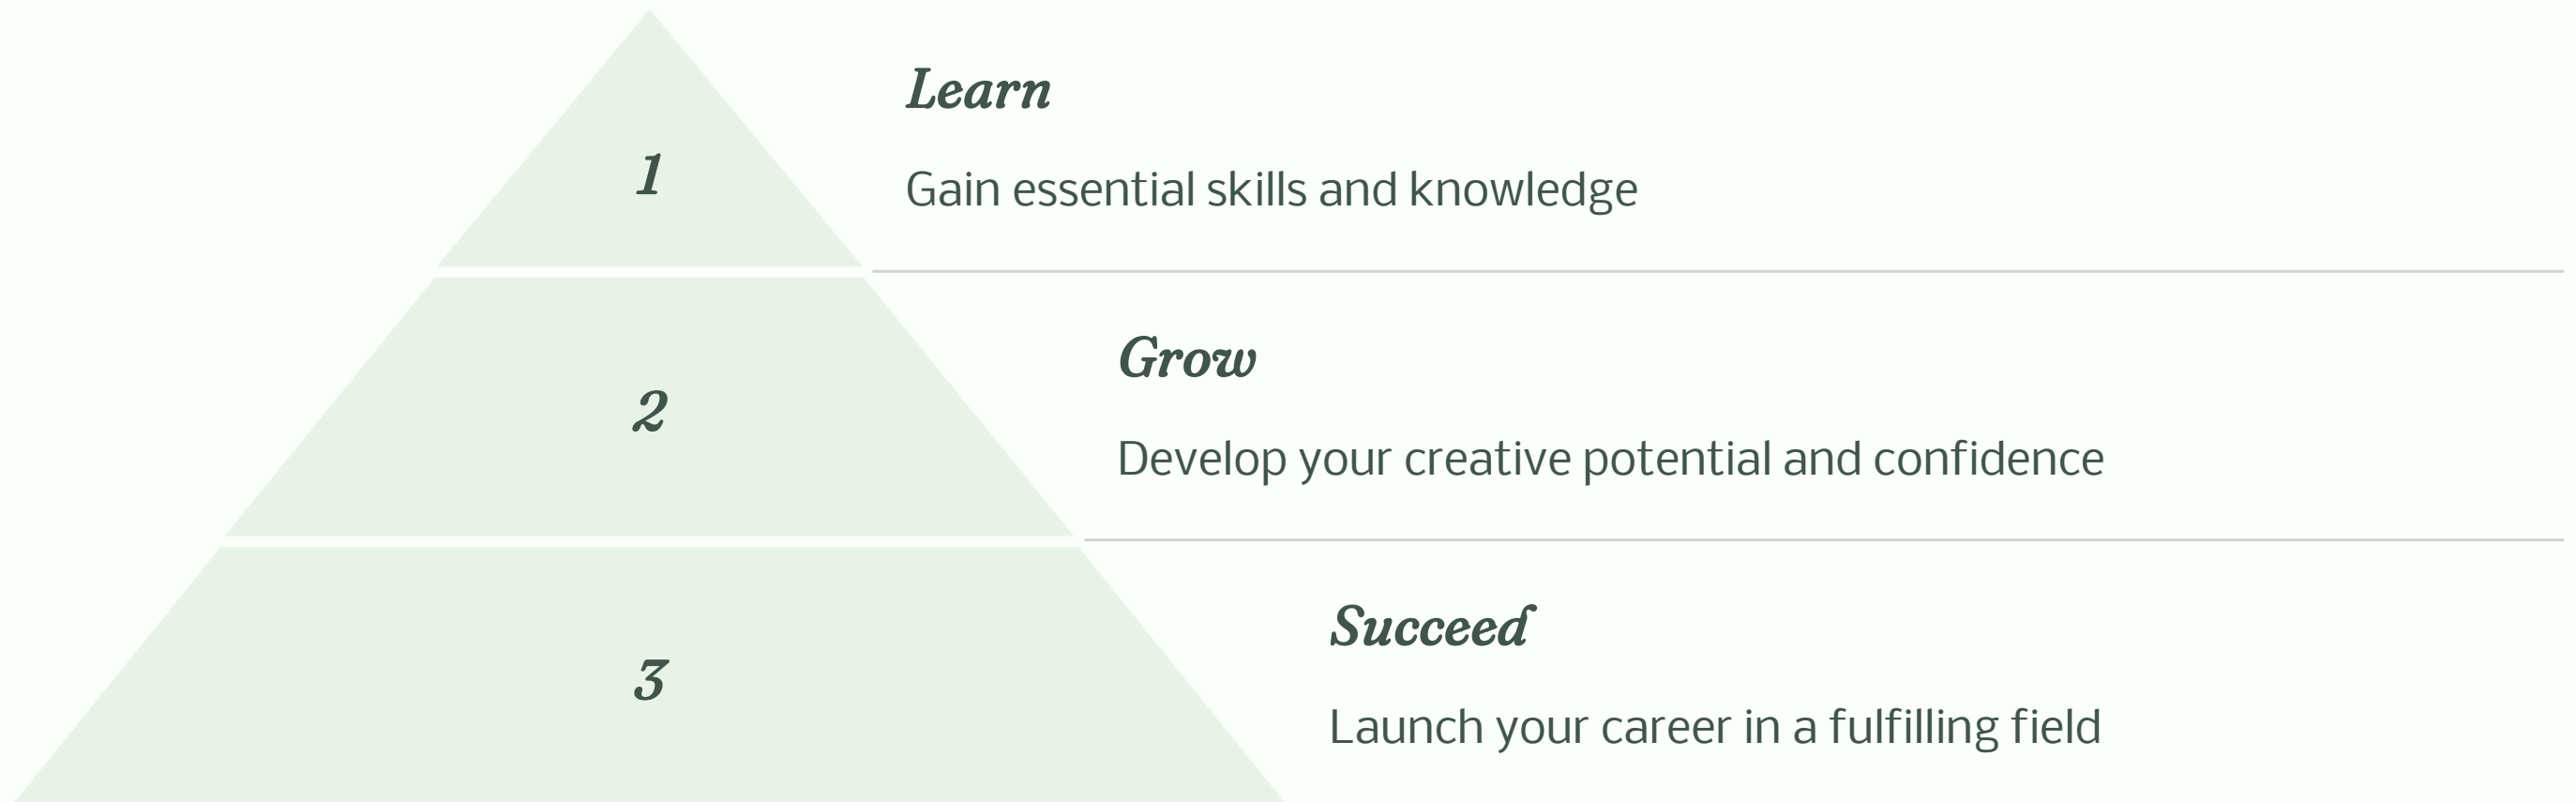 Learn
1
Gain essential skills and knowledge
Grow
2
Develop your creative potential and confidence
Succeed
3
Launch your career in a fulfilling field